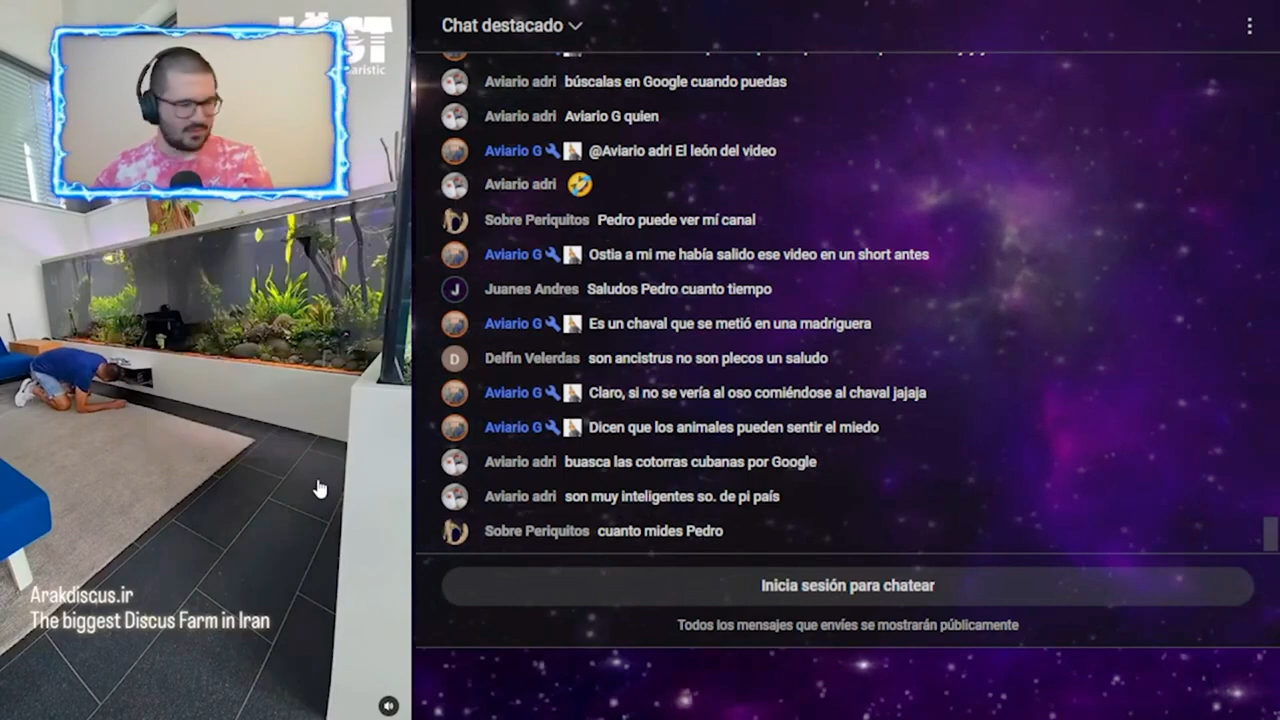 Chat destacado
Aviario adri búscalas en Google cuando puedas
Aviario adri Aviario G quien
Aviario G @Aviario adri El león del video
Aviario adri 🤣
Sobre Periquitos Pedro puede ver mí canal
Aviario G Ostia a mi me había salido ese video en un short antes
J Juanes Andres Saludos Pedro cuanto tiempo
Aviario G Es un chaval que se metió en una madriguera
D Delfin Velerdas son ancistrus no son plecos un saludo
Aviario G Claro, si no se vería al oso comiéndose al chaval jajaja
Aviario G Dicen que los animales pueden sentir el miedo
Aviario adri buasca las cotorras cubanas por Google
Aviario adri son muy inteligentes so. de pi país
Sobre Periquitos cuanto mides Pedro
Inicia sesión para chatear
Todos los mensajes que envíes se mostrarán públicamente
Arakdiscus.ir
The biggest Discus Farm in Iran